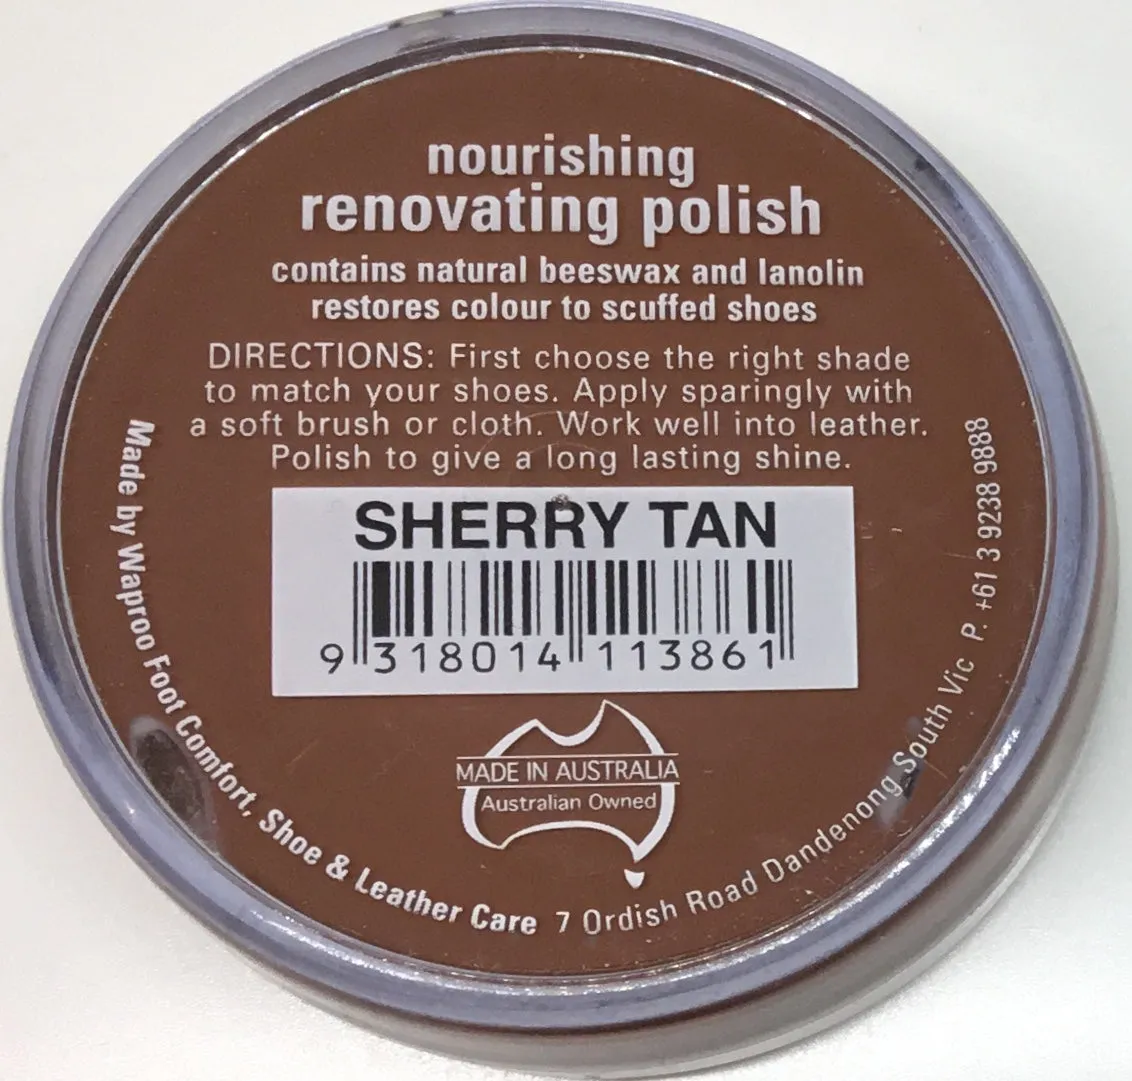 nourishing
renovating polish
contains natural beeswax and lanolin
restores colour to scuffed shoes
DIRECTIONS: First choose the right shade
to match your shoes. Apply sparingly with
a soft brush or cloth. Work well into leather.
Polish to give a long lasting shine.
SHERRY TAN
9 318014 113861
MADE IN AUSTRALIA
Australian Owned
Made by Waproo Foot Comfort, Shoe & Leather Care 7 Ordish Road Dandenong South Vic P. +61 3 9238 9888